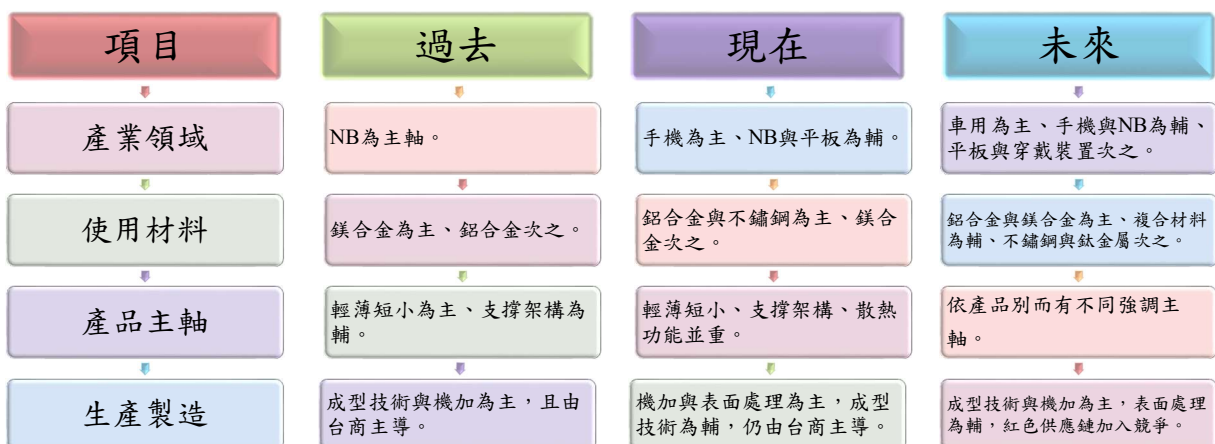 項目
過去
現在
未來
產業領域
NB為主軸。
手機為主、NB與平板為輔。
車用為主、手機與NB為輔、
平板與穿戴裝置次之。
使用材料
鎂合金為主、鋁合金次之。
鋁合金與不鏽鋼為主、鎂合
金次之。
鋁合金與鎂合金為主、複合材料
為輔、不鏽鋼與鈦金屬次之。
產品主軸
輕薄短小為主、支撐架構為
輔。
輕薄短小、支撐架構、散熱
功能並重。
依產品別而有不同強調主
軸。
生產製造
成型技術與機加為主，且由
台商主導。
機加與表面處理為主，成型
技術為輔，仍由台商主導。
成型技術與機加為主，表面處理
為輔，紅色供應鏈加入競爭。